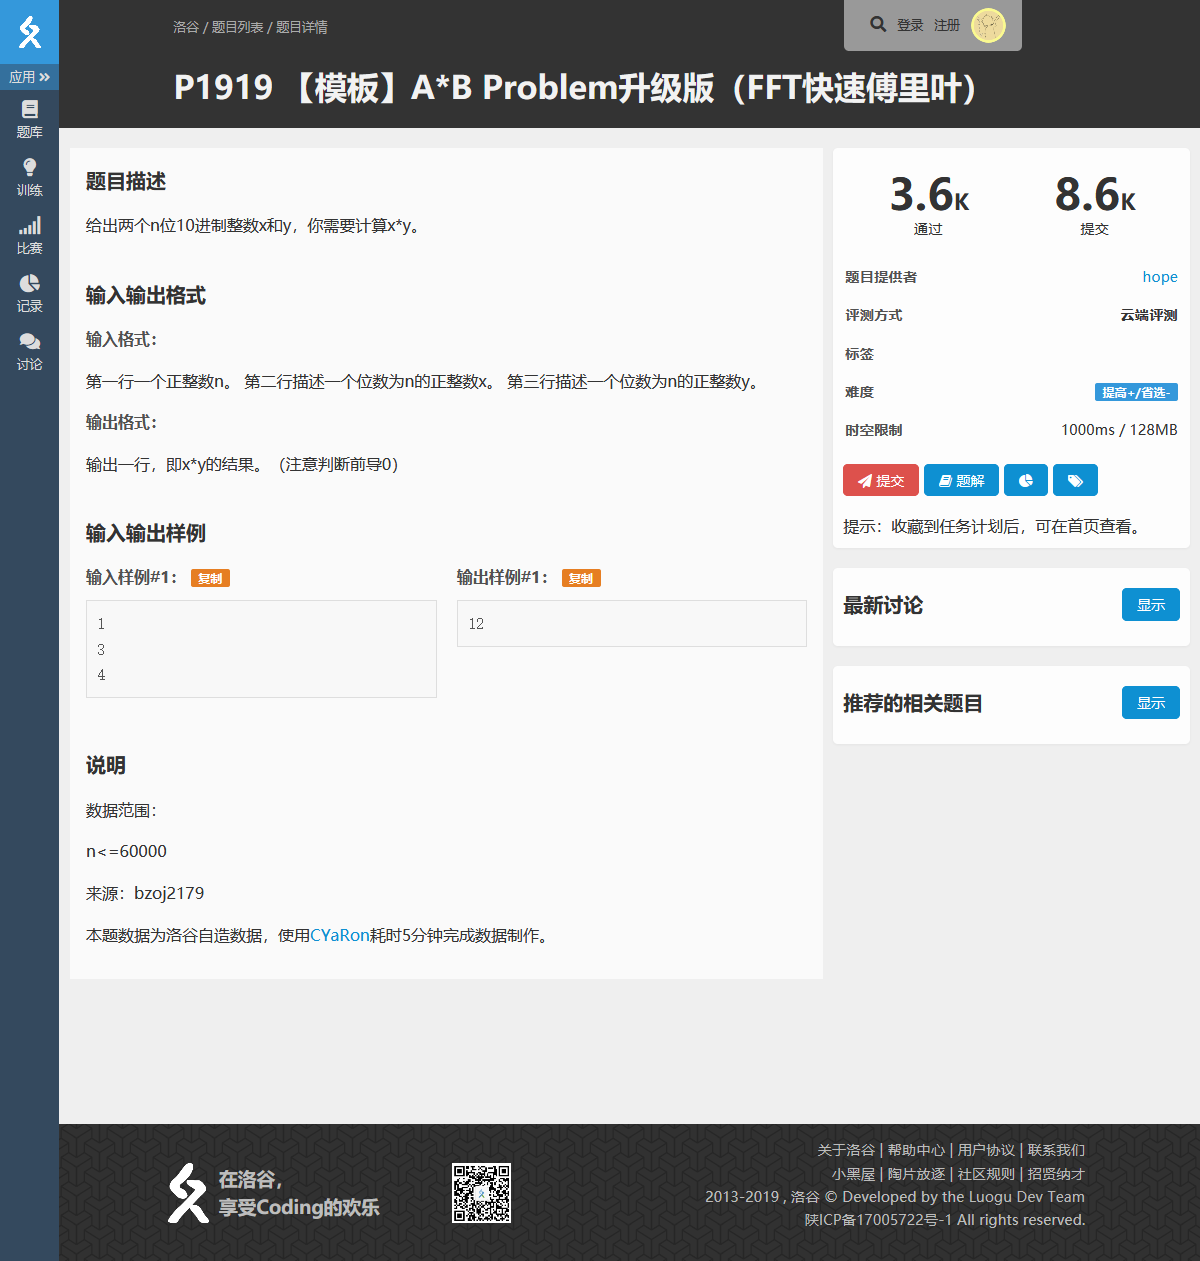 洛谷 / 题目列表 / 题目详情
登录 注册
P1919 【模板】A*B Problem升级版（FFT快速傅里叶）
应用
题库
训练
比赛
记录
讨论
题目描述
给出两个n位10进制整数x和y，你需要计算x*y。
输入输出格式
输入格式：
第一行一个正整数n。 第二行描述一个位数为n的正整数x。 第三行描述一个位数为n的正整数y。
输出格式：
输出一行，即x*y的结果。（注意判断前导0）
输入输出样例
输入样例#1： 复制
1
3
4
输出样例#1： 复制
12
说明
数据范围：
n<=60000
来源：bzoj2179
本题数据为洛谷自造数据，使用CYaRon耗时5分钟完成数据制作。
3.6K
通过
8.6K
提交
题目提供者 hope
评测方式 云端评测
标签
难度 提高+/省选-
时空限制 1000ms / 128MB
提交 题解
提示：收藏到任务计划后，可在首页查看。
最新讨论 显示
推荐的相关题目 显示
在洛谷，
享受Coding的欢乐
关于洛谷 | 帮助中心 | 用户协议 | 联系我们
小黑屋 | 陶片放逐 | 社区规则 | 招贤纳才
2013-2019 , 洛谷 © Developed by the Luogu Dev Team
陕ICP备17005722号-1 All rights reserved.